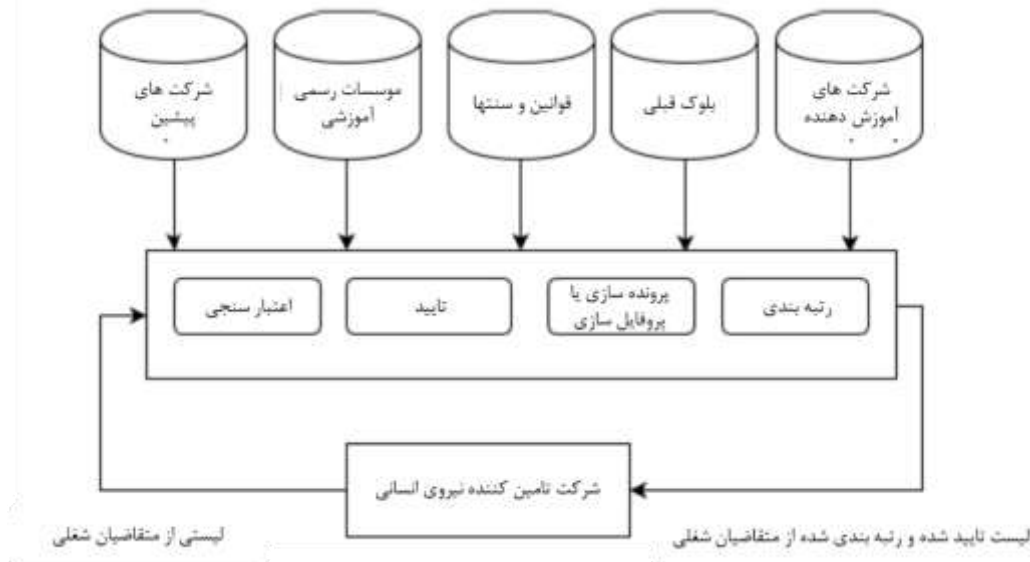 شرکت های
آموزش دهنده
بلوک قبلی
قوانین و سنتها
موسسات رسمی
آموزشی
شرکت های
پیشین
رتبه بندی
پرونده سازی یا
پروفایل سازی
تایید
اعتبار سنجی
شرکت تامین کننده نیروی انسانی
لیست تایید شده و رتبه بندی شده از متقاضیان شغلی
لیستی از متقاضیان شغلی